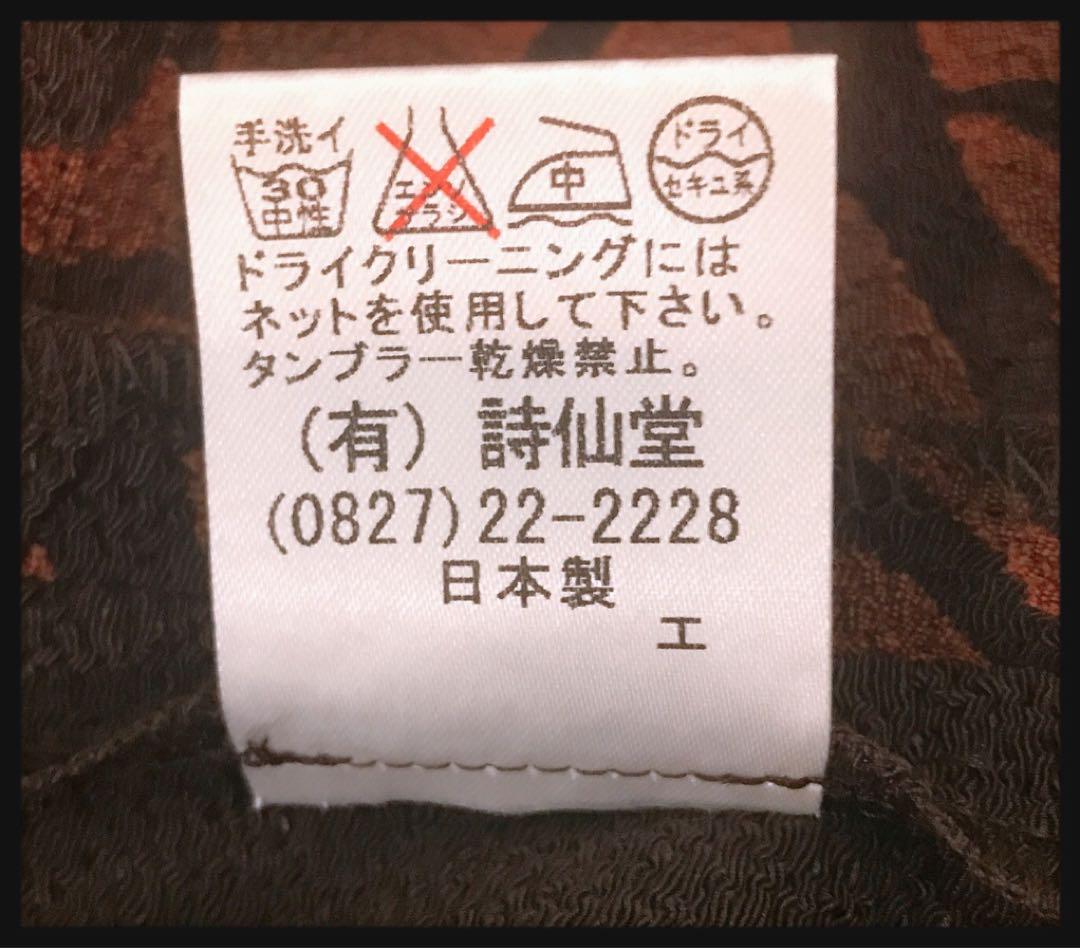 手洗イ
30
中性
エンソ
サラシ
中
ドライ
セキユ系
ドライクリーニングには
ネットを使用して下さい。
タンブラー乾燥禁止。
(有) 詩仙堂
(0827)22-2228
日本製
エ